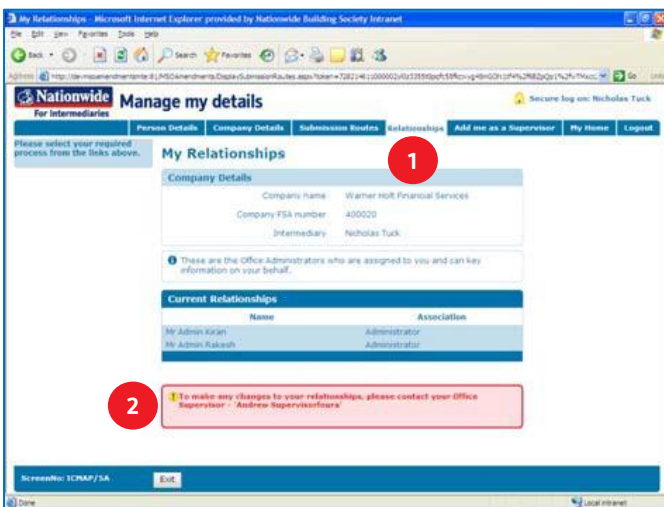 My Relationships - Microsoft Internet Explorer provided by Nationwide Building Society Intranet
File Edit View Favorites Tools Help
Back Search Favorites
Address Go
Nationwide
For Intermediaries
Manage my details
Secure log on: Nicholas Tuck
Person Details Company Details Submission Routes Relationships Add me as a Supervisor My Home Logout
Please select your required
process from the links above.
My Relationships
1
Company Details
Company name Warner Holt Financial Services
Company FSA number 400020
Intermediary Nicholas Tuck
These are the Office Administrators who are assigned to you and can key
information on your behalf.
Current Relationships
Name Association
Mr Admin Kiran Administrator
Mr Admin Rakesh Administrator
2
To make any changes to your relationships, please contact your Office
Supervisor - 'Andrew Supervisorfoura'
ScreenNo: ICMAP/SA Exit
Done Local intranet